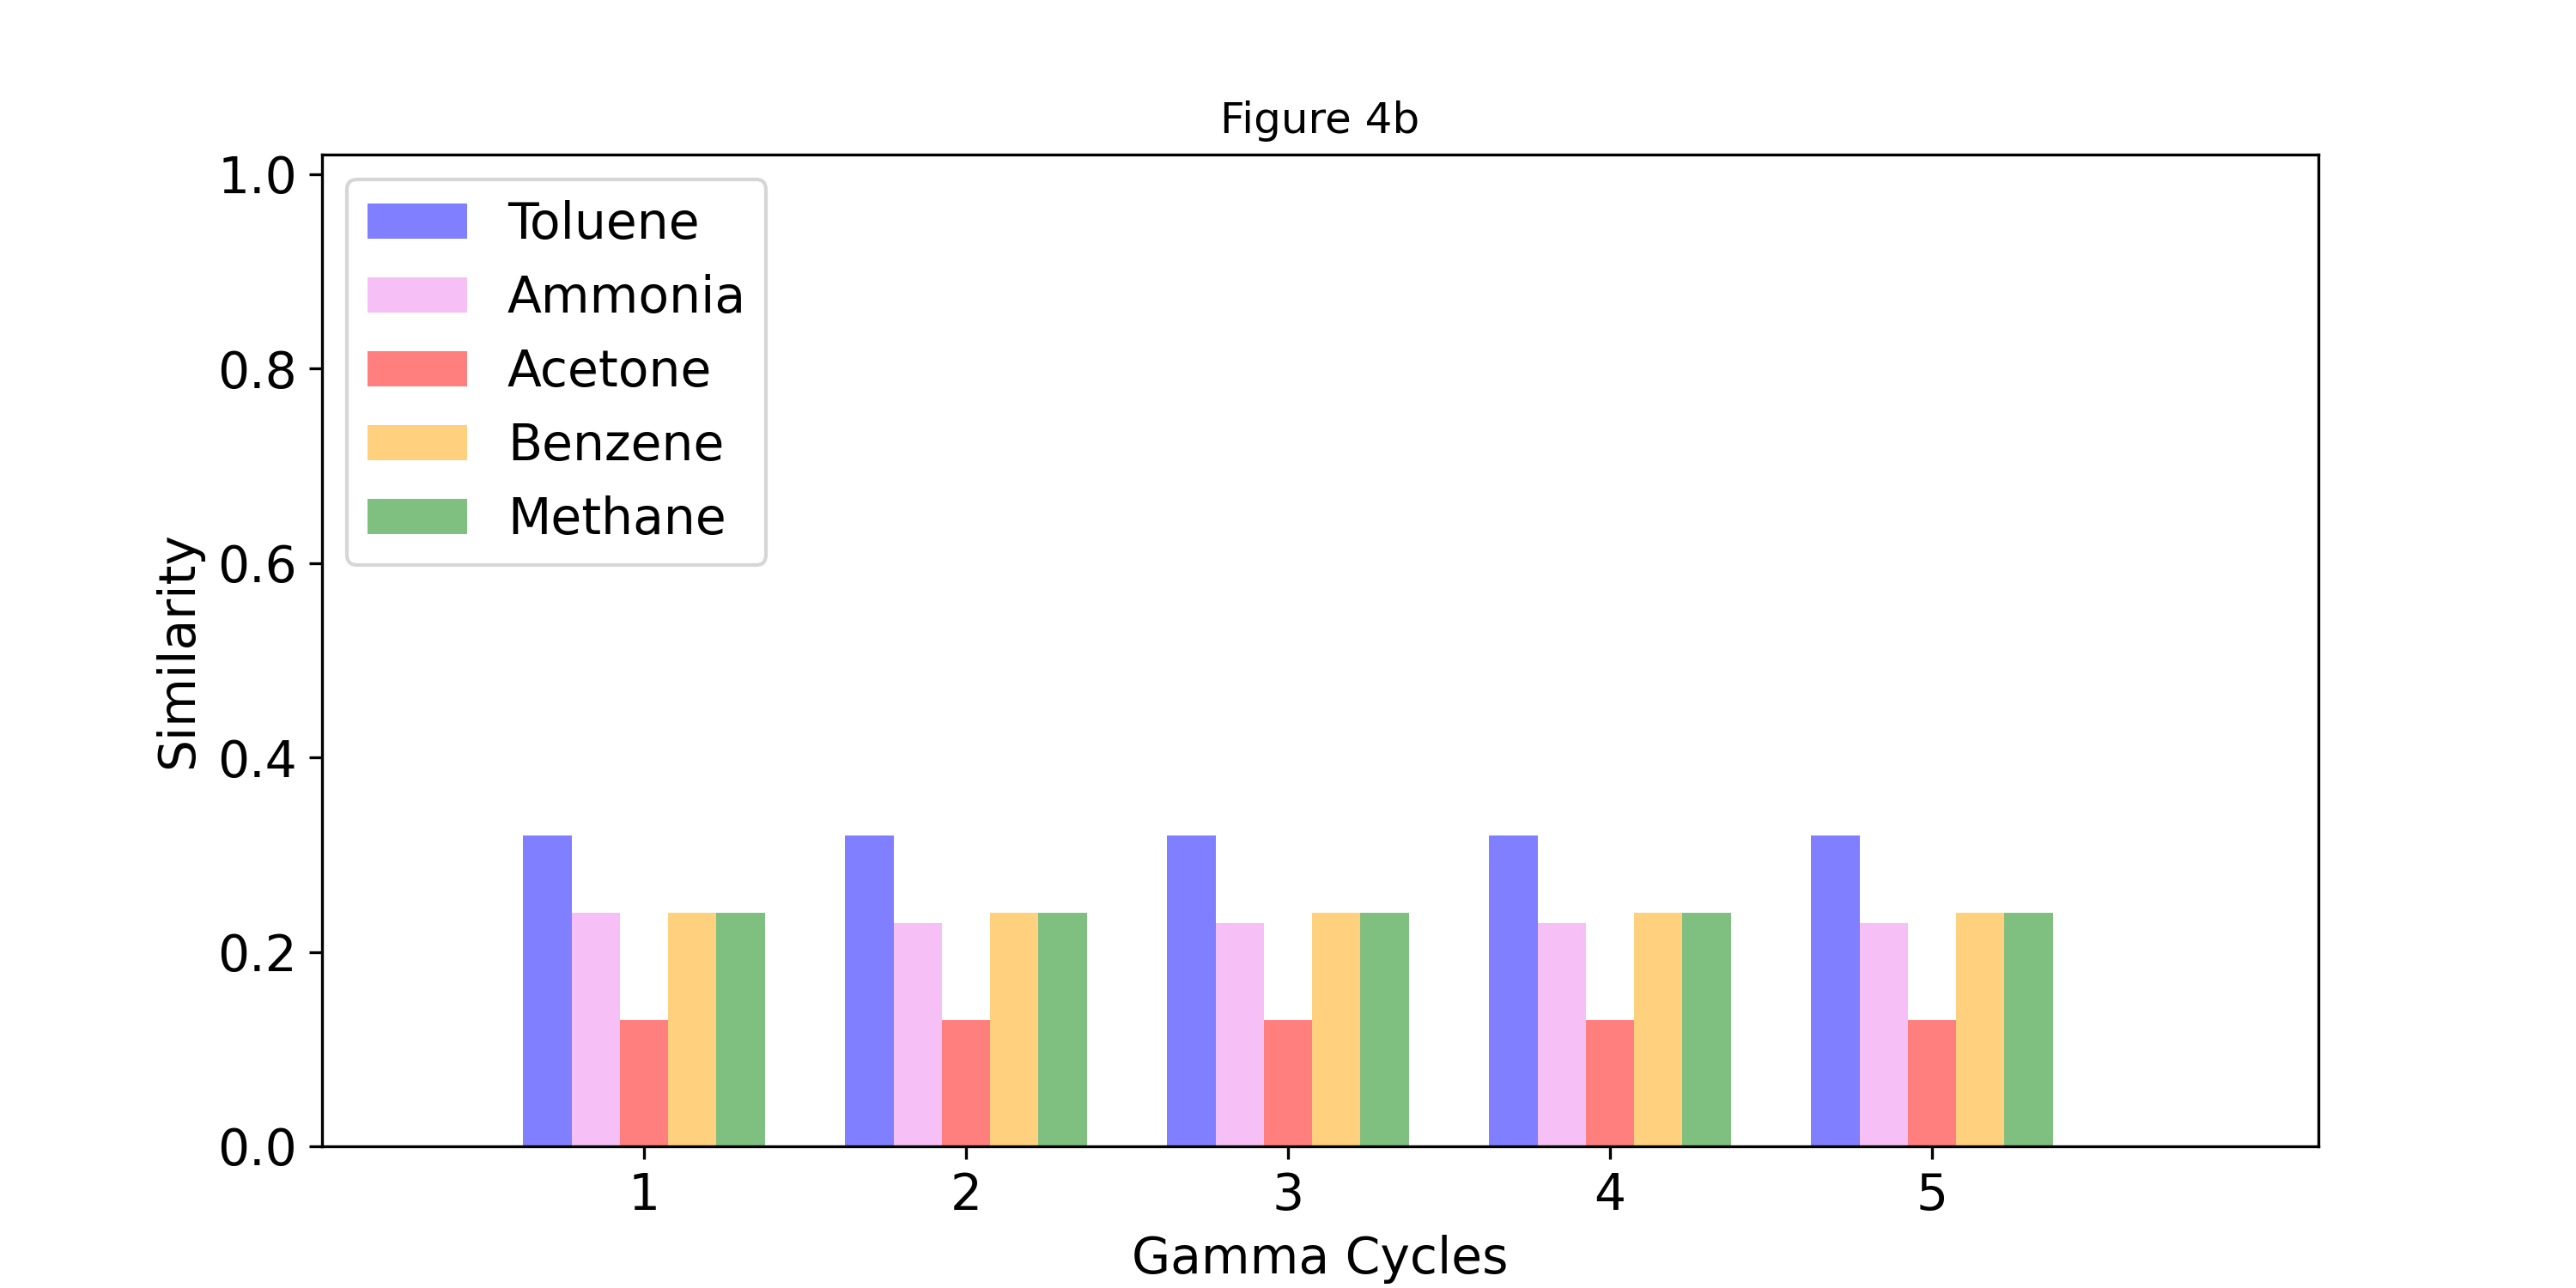 Figure 4b
1.0
0.8
0.6
0.4
0.2
0.0
Similarity
Toluene
Ammonia
Acetone
Benzene
Methane
1 2 3 4 5
Gamma Cycles